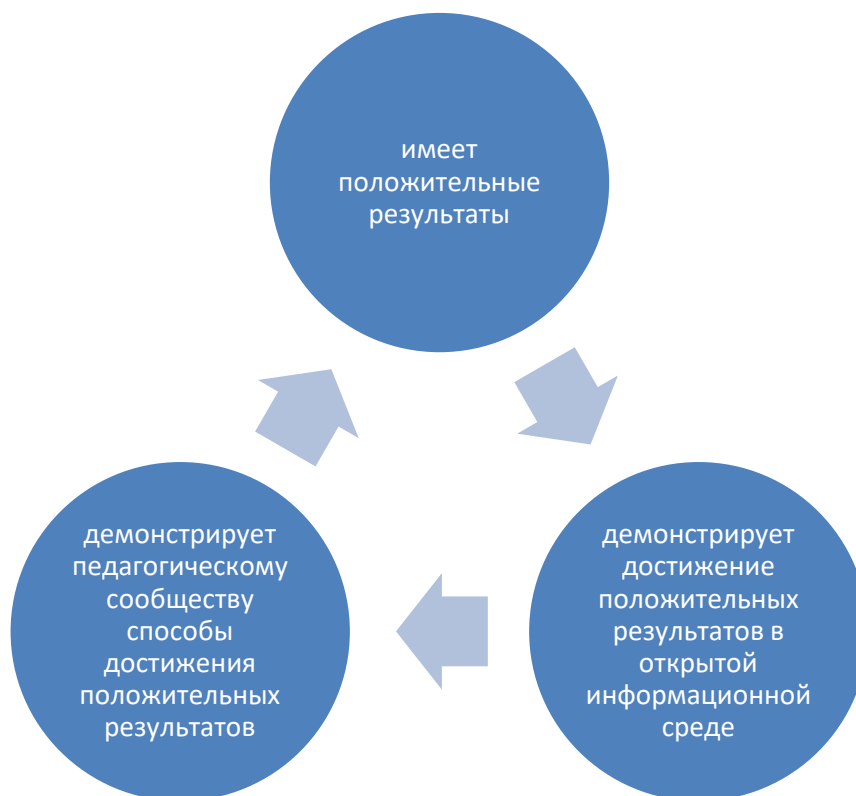 имеет
положительные
результаты
демонстрирует
достижение
положительных
результатов в
открытой
информационной
среде
демонстрирует
педагогическому
сообществу
способы
достижения
положительных
результатов